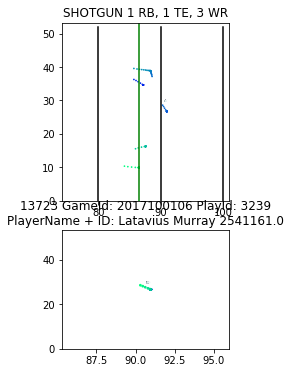 SHOTGUN 1 RB, 1 TE, 3 WR
50
40
30
20
10
0
80 90 100
13723 GameId: 2017100106 PlayId: 3239
PlayerName + ID: Latavius Murray 2541161.0
40
20
0
87.5 90.0 92.5 95.0